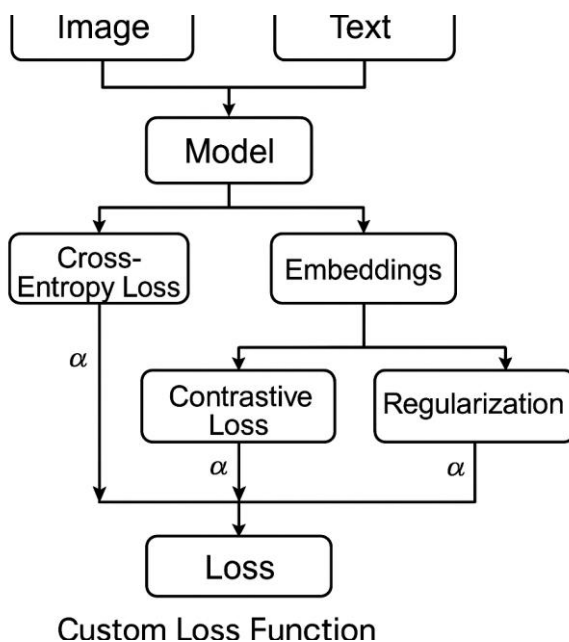 Image
Text
Model
Cross-
Entropy Loss
Embeddings
α
Contrastive
Loss
Regularization
α
α
Loss
Custom Loss Function